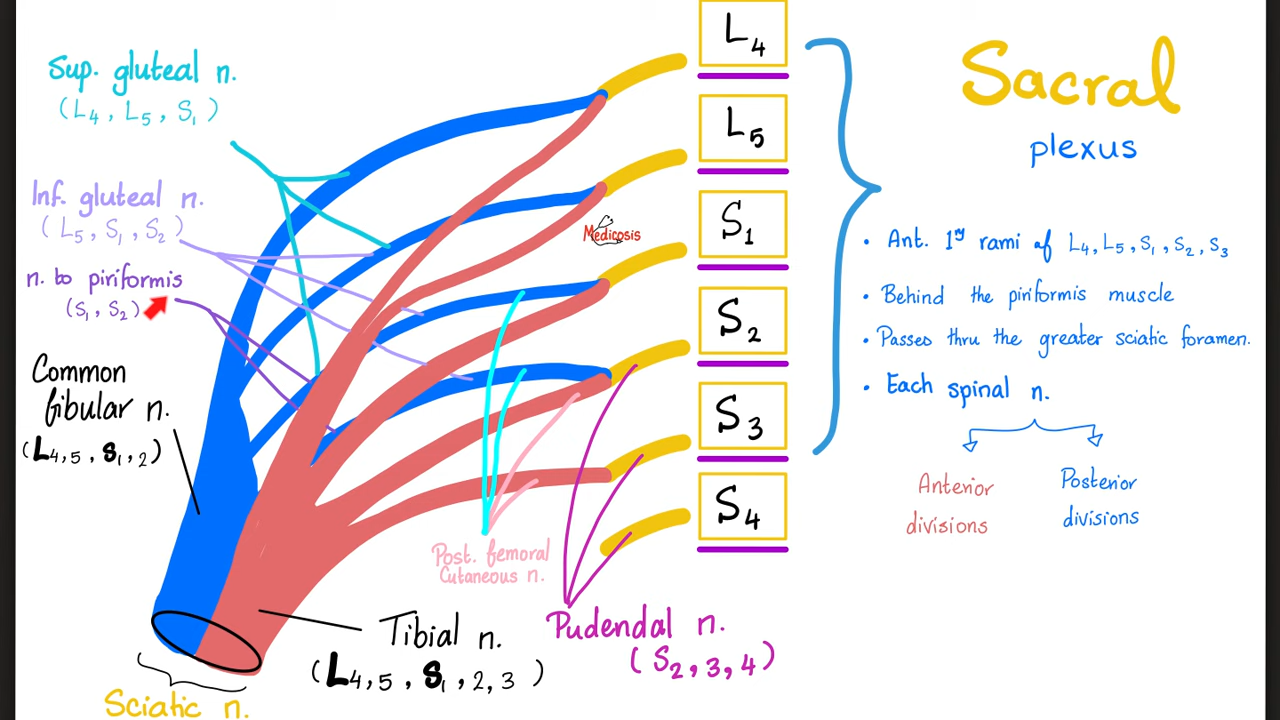 Sup. gluteal n.
(L4, L5, S1)
Inf. gluteal n.
(L5, S1, S2)
n. to piriformis
(S1, S2)
Common
fibular n.
(L4,5, S1,2)
Sciatic n.
Tibial n.
(L4,5, S1,2,3)
Post. femoral
Cutaneous n.
Pudendal n.
(S2,3,4)
Medicosis
L4
L5
S1
S2
S3
S4
Sacral
plexus
• Ant. 1ry rami of L4, L5, S1, S2, S3
• Behind the piriformis muscle
• Passes thru the greater sciatic foramen.
• Each spinal n.
Anterior
divisions
Posterior
divisions